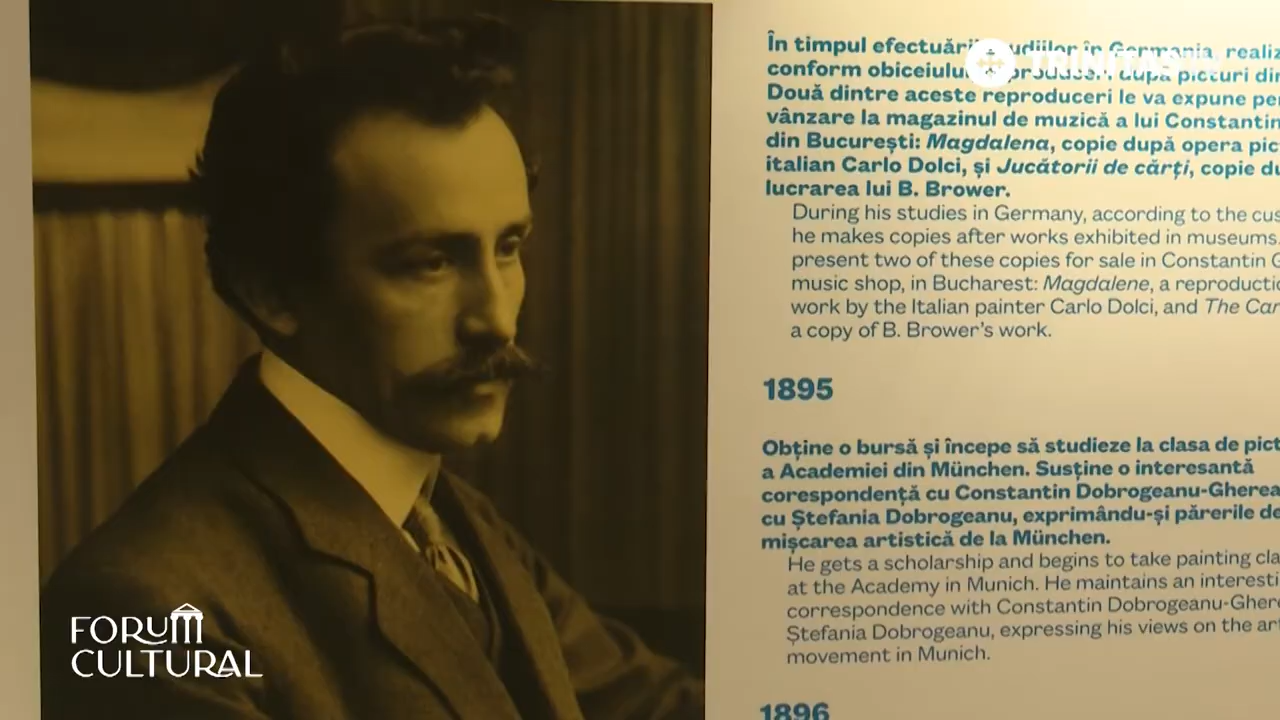 În timpul efectuării studiilor în Germania, realiz
conform obiceiului, reproduceri după picturi din
Două dintre aceste reproduceri le va expune pe
vânzare la magazinul de muzică a lui Constantin
din București: Magdalena, copie după opera pic
italian Carlo Dolci, și Jucătorii de cărți, copie du
lucrarea lui B. Brower.
During his studies in Germany, according to the cus
he makes copies after works exhibited in museums.
present two of these copies for sale in Constantin G
music shop, in Bucharest: Magdalene, a reproductio
work by the Italian painter Carlo Dolci, and The Car
a copy of B. Brower's work.
1895
Obține o bursă și începe să studieze la clasa de pict
a Academiei din München. Susține o interesantă
corespondență cu Constantin Dobrogeanu-Gherea
cu Ștefania Dobrogeanu, exprimându-și părerile de
mișcarea artistică de la München.
He gets a scholarship and begins to take painting cla
at the Academy in Munich. He maintains an interesti
correspondence with Constantin Dobrogeanu-Ghere
Ștefania Dobrogeanu, expressing his views on the art
movement in Munich.
1896
TRINITAS
FORUM
CULTURAL